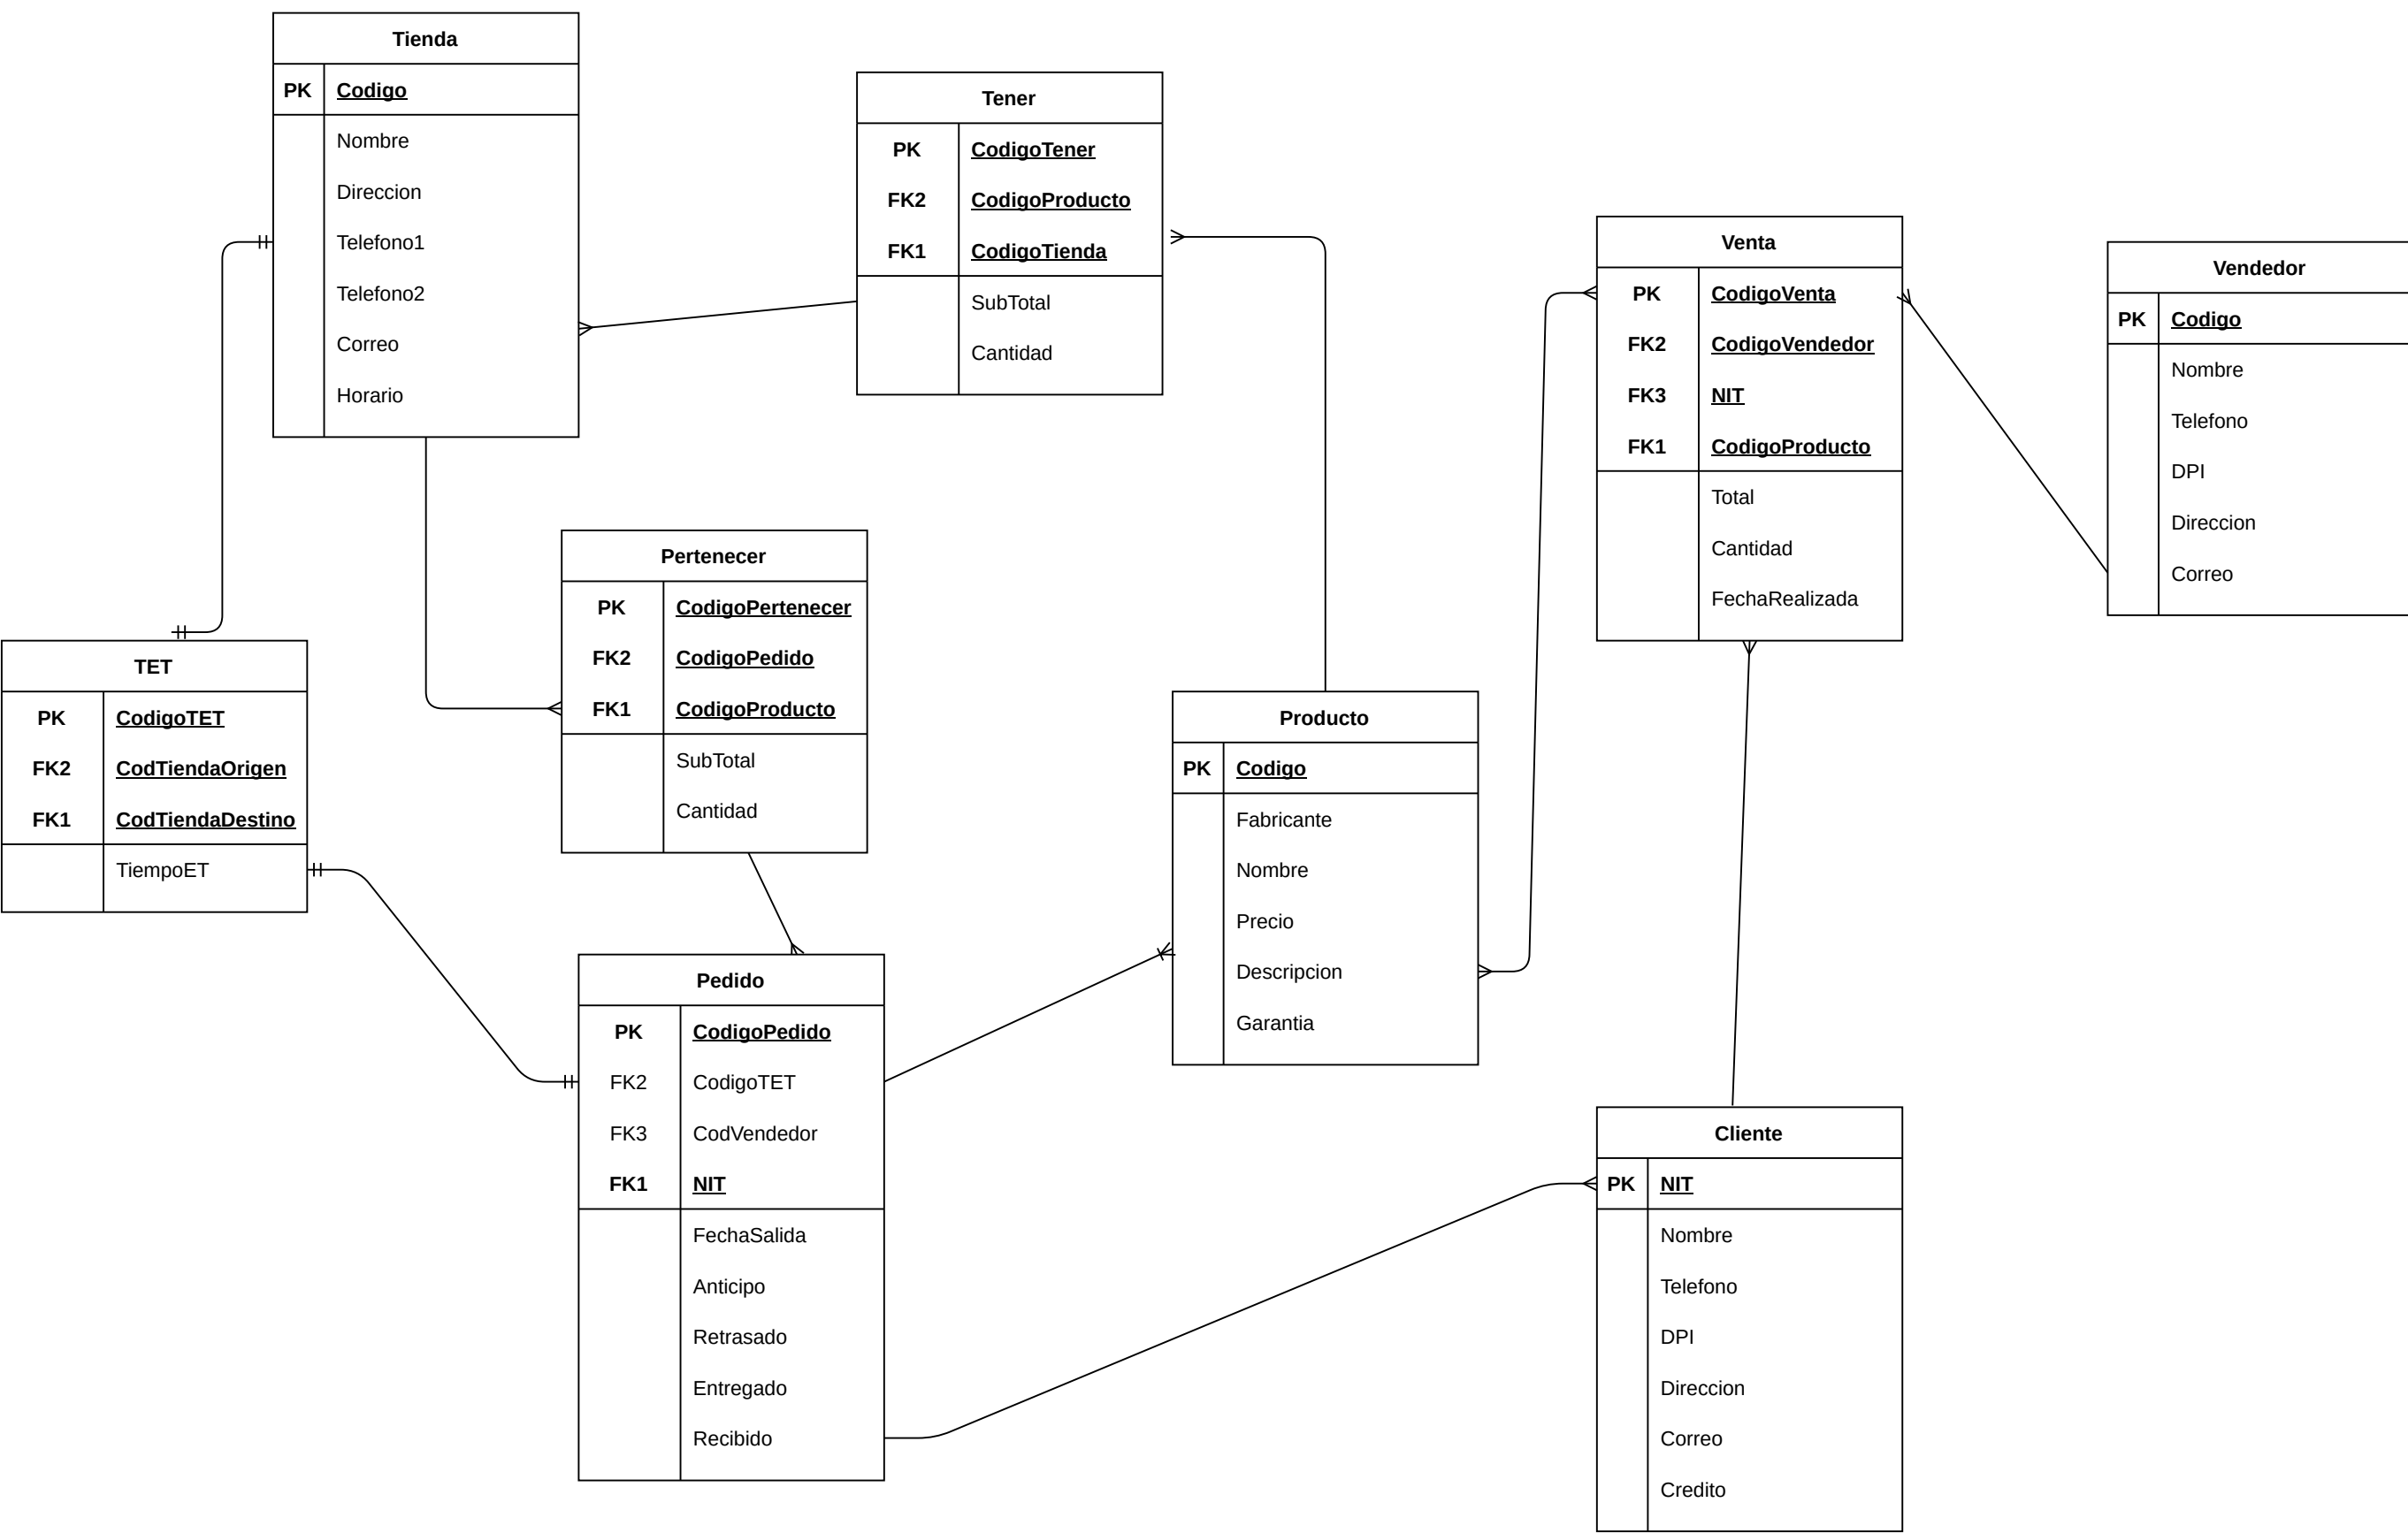 Tienda
PK Codigo
Nombre
Direccion
Telefono1
Telefono2
Correo
Horario
Tener
PK CodigoTener
FK2 CodigoProducto
FK1 CodigoTienda
SubTotal
Cantidad
Venta
PK CodigoVenta
FK2 CodigoVendedor
FK3 NIT
FK1 CodigoProducto
Total
Cantidad
FechaRealizada
Vendedor
PK Codigo
Nombre
Telefono
DPI
Direccion
Correo
Pertenecer
PK CodigoPertenecer
FK2 CodigoPedido
FK1 CodigoProducto
SubTotal
Cantidad
TET
PK CodigoTET
FK2 CodTiendaOrigen
FK1 CodTiendaDestino
TiempoET
Producto
PK Codigo
Fabricante
Nombre
Precio
Descripcion
Garantia
Pedido
PK CodigoPedido
FK2 CodigoTET
FK3 CodVendedor
FK1 NIT
FechaSalida
Anticipo
Retrasado
Entregado
Recibido
Cliente
PK NIT
Nombre
Telefono
DPI
Direccion
Correo
Credito